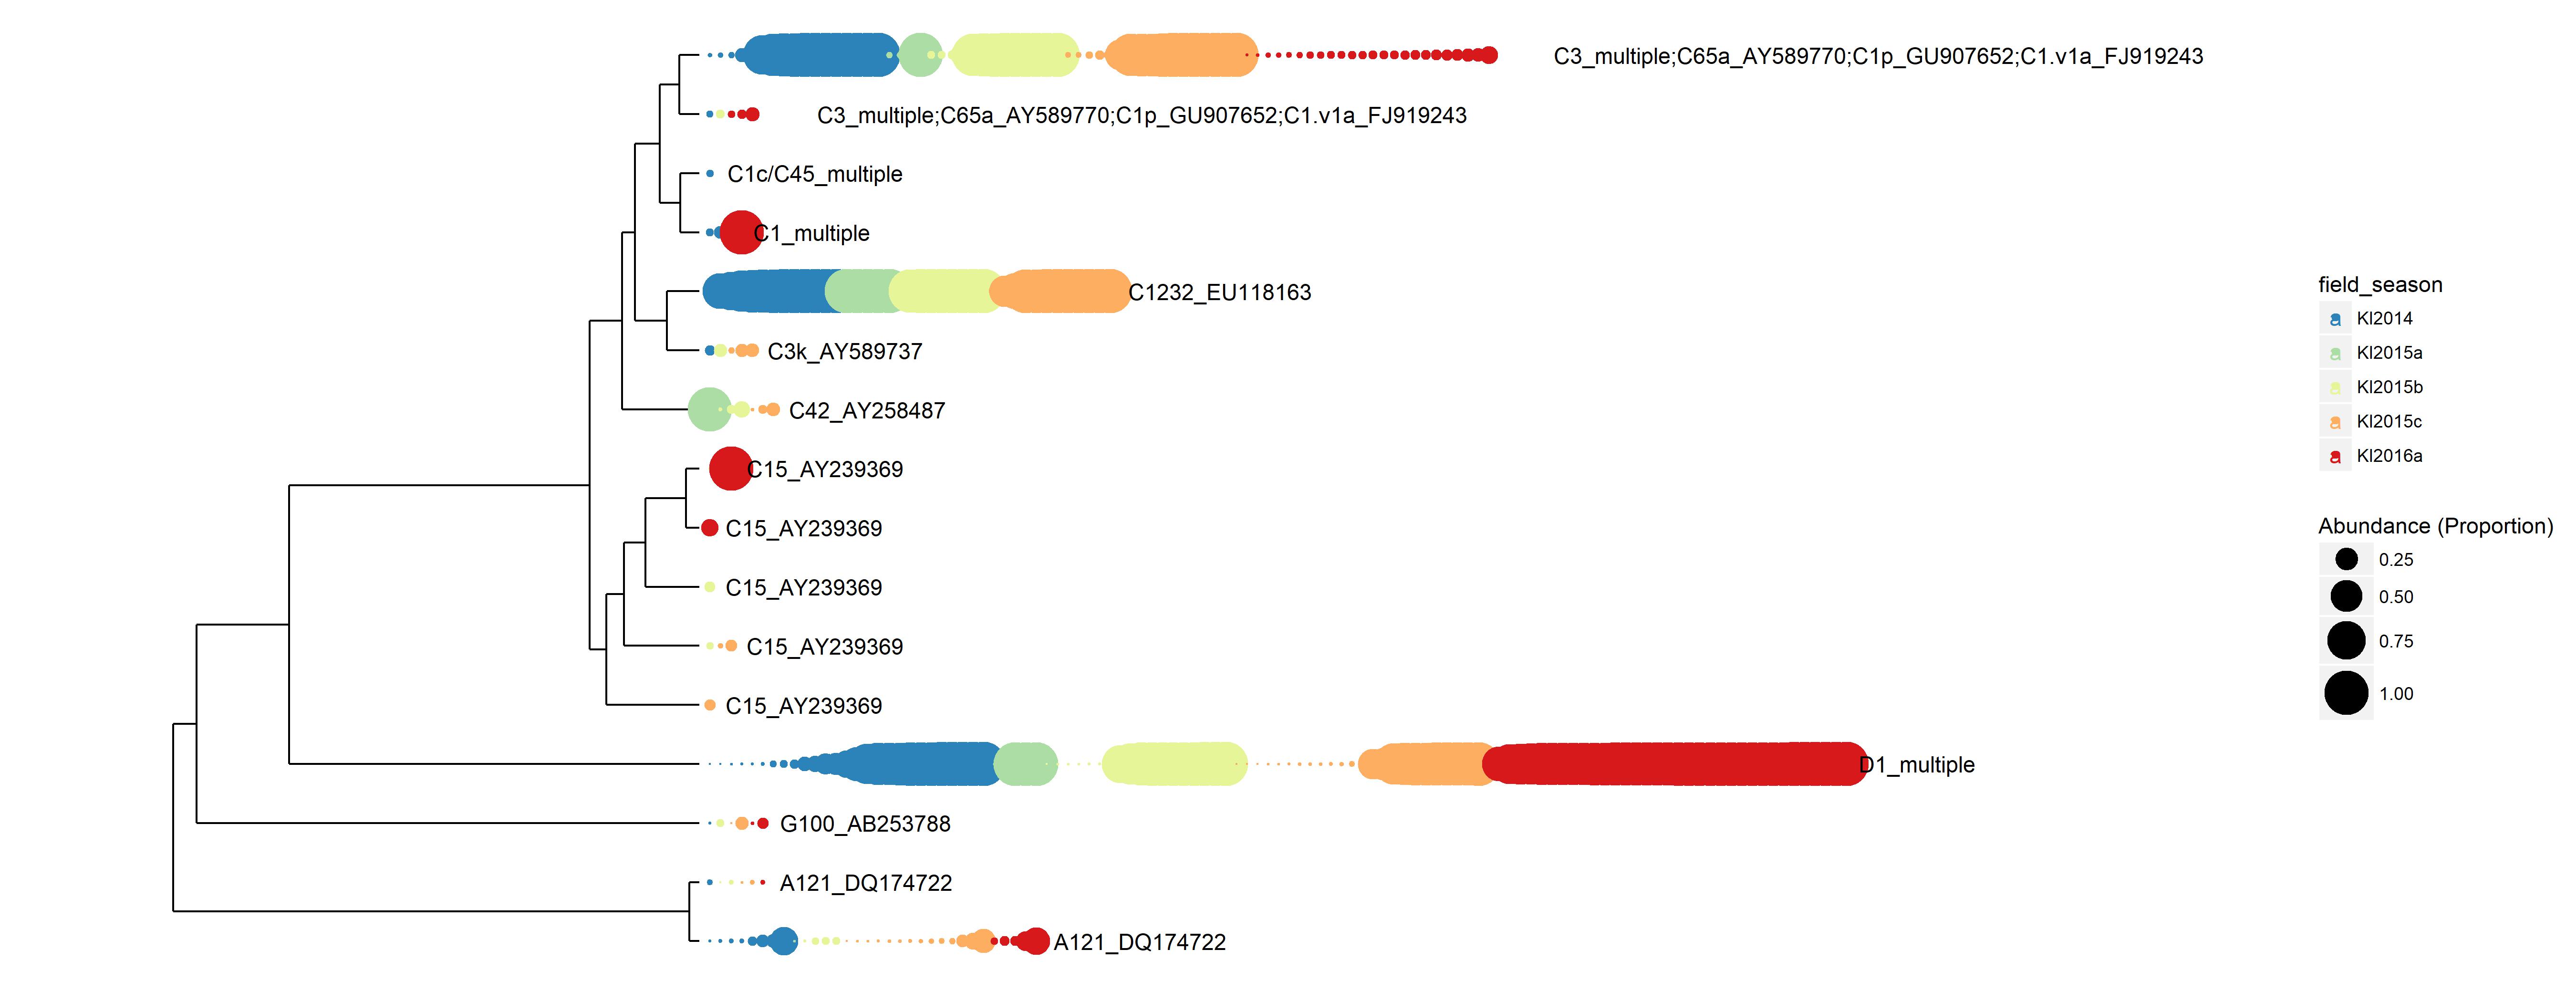 C3_multiple;C65a_AY589770;C1p_GU907652;C1.v1a_FJ919243
C3_multiple;C65a_AY589770;C1p_GU907652;C1.v1a_FJ919243
C1c/C45_multiple
C1_multiple
C1232_EU118163
C3k_AY589737
C42_AY258487
C15_AY239369
C15_AY239369
C15_AY239369
C15_AY239369
C15_AY239369
D1_multiple
G100_AB253788
A121_DQ174722
A121_DQ174722
field_season
a KI2014
a KI2015a
a KI2015b
a KI2015c
a KI2016a
Abundance (Proportion)
0.25
0.50
0.75
1.00